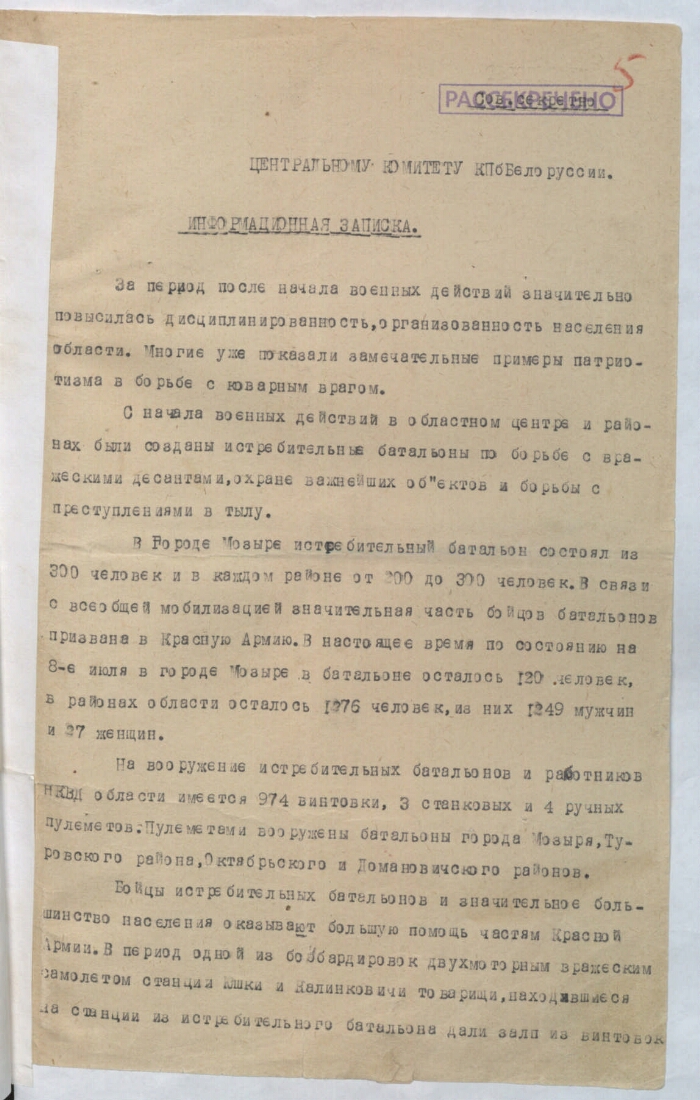 5
РАССЕКРЕЧЕНО
Сов.секретно
ЦЕНТРАЛЬНОМУ КОМИТЕТУ КПбБелоруссии.
ИНФОРМАЦИОННАЯ ЗАПИСКА.
За период после начала военных действий значительно
повысилась дисциплинированность,организованность населения
области. Многие уже показали замечательные примеры патрио-
тизма в борьбе с коварным врагом.
С начала военных действий в областном центре и райо-
нах были созданы истребительные батальоны по борьбе с вра-
жескими десантами,охране важнейших об"ектов и борьбы с
преступлениями в тылу.
В Городе Мозыре истребительный батальон состоял из
300 человек и в каждом районе от 200 до 300 человек.В связи
с всеобщей мобилизацией значительная часть бойцов батальонов
призвана в Красную Армию.В настоящее время по состоянию на
8-е июля в городе Мозыре в батальоне осталось 120 человек,
в районах области осталось 1276 человек,из них 1249 мужчин
и 27 женщин.
На вооружение истребительных батальонов и работников
НКВД области имеется 974 винтовки, 3 станковых и 4 ручных
пулеметов.Пулеметами вооружены батальоны города Мозыря,Ту-
ровского района,Октябрьского и Домановичского районов.
Бойцы истребительных батальонов и значительное боль-
шинство населения оказывают большую помощь частям Красной
Армии.В период одной из бомбардировок двухмоторным вражеским
самолетом станции Юшки и Калинковичи товарищи,находившиеся
на станции из истребительного батальона дали залп из винтовок